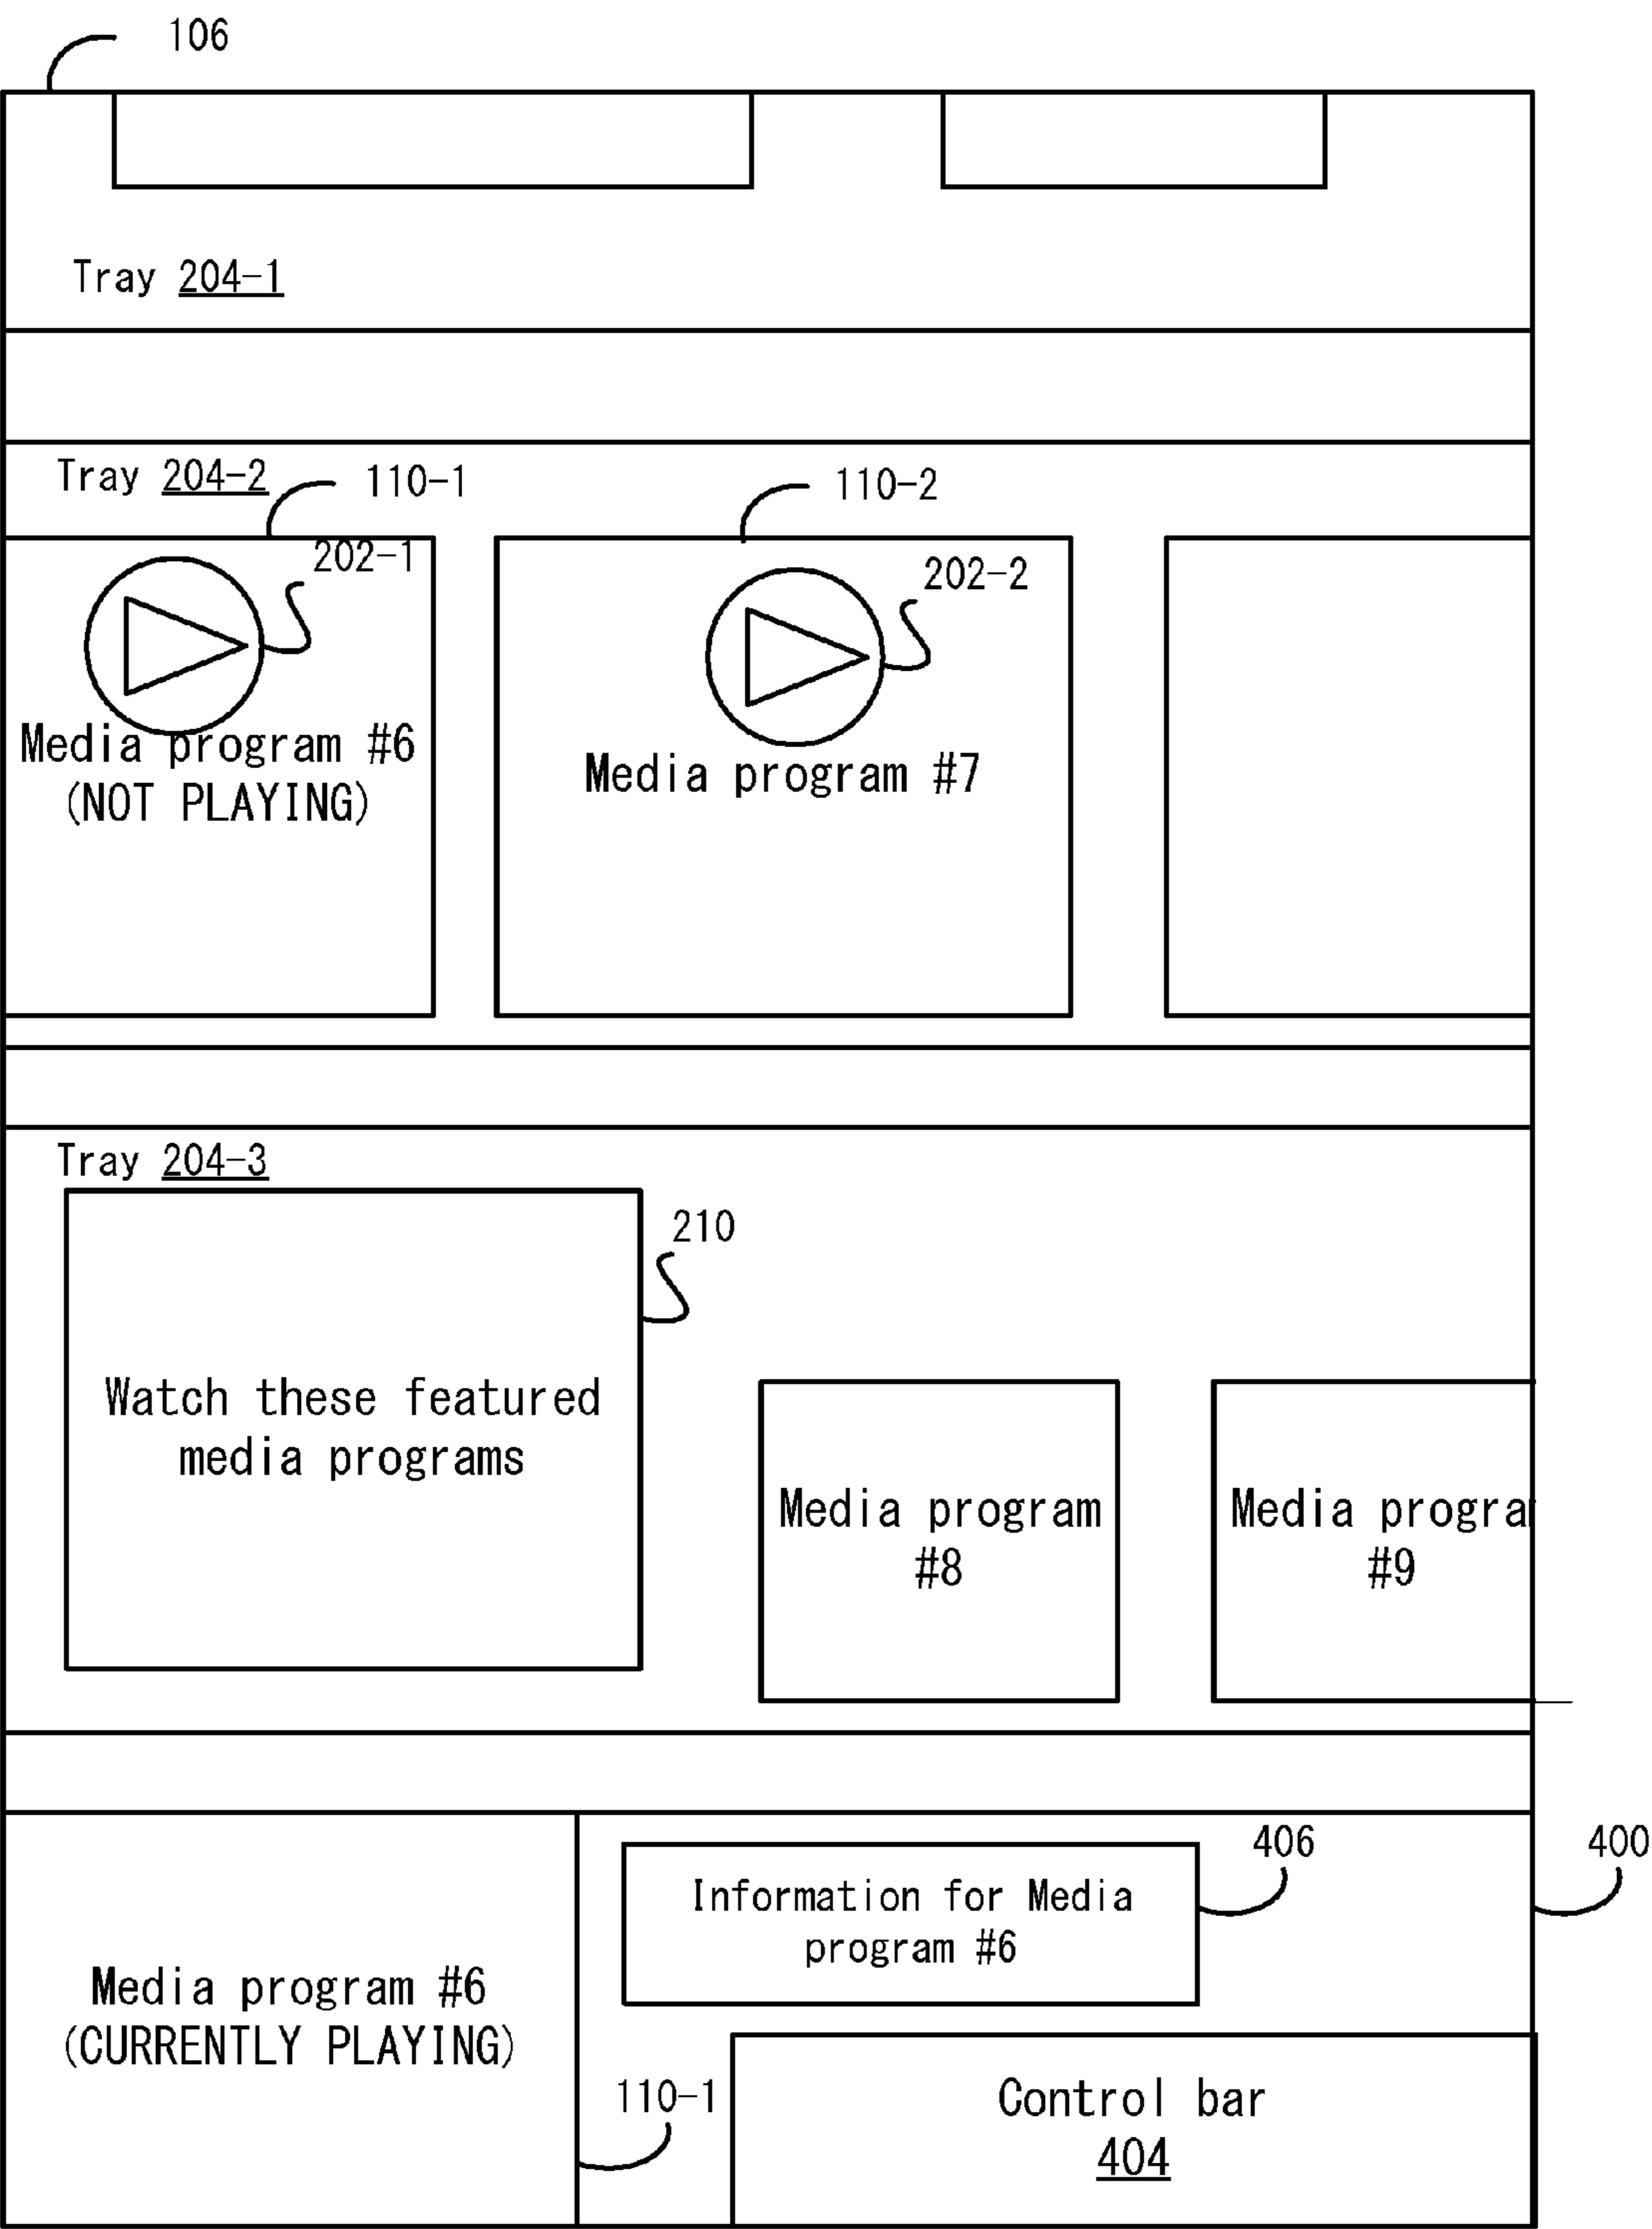 106
Tray 204-1
Tray 204-2
110-1
110-2
202-1
202-2
Media program #6
(NOT PLAYING)
Media program #7
Tray 204-3
210
Watch these featured
media programs
Media program
#8
Media progra
#9
406
400
Information for Media
program #6
Media program #6
(CURRENTLY PLAYING)
110-1
Control bar
404